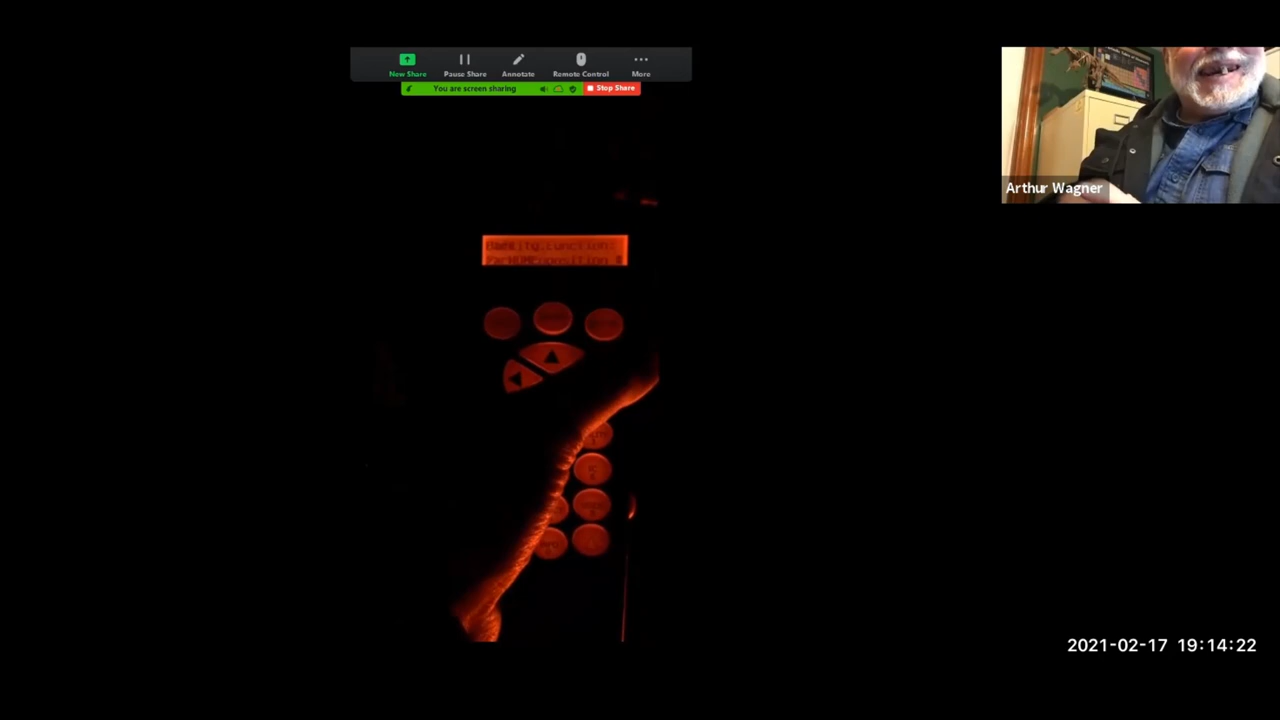 New Share
Pause Share
Annotate
Remote Control
More
You are screen sharing
Stop Share
Arthur Wagner
2021-02-17 19:14:22